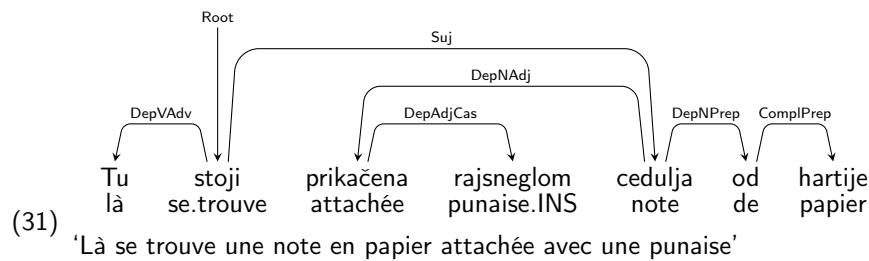 Root
Suj
DepNAdj
DepVAdv DepAdjCas DepNPrep ComplPrep
Tu stoji prikačena rajsneglom cedulja od hartije
là se.trouve attachée punaise.INS note de papier
(31)
‘Là se trouve une note en papier attachée avec une punaise’